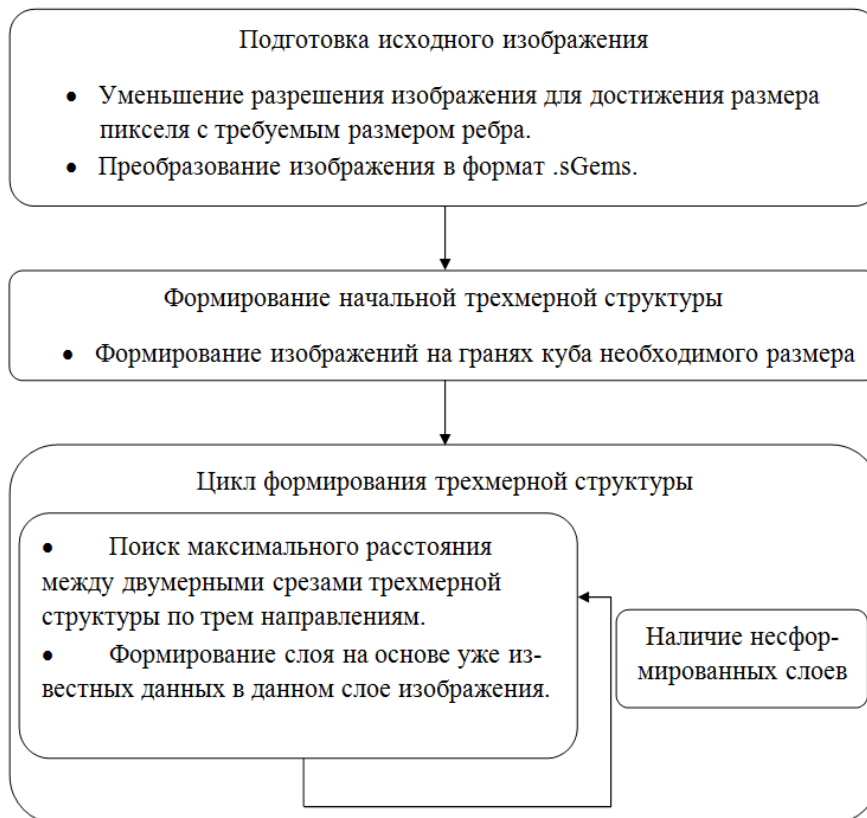 Подготовка исходного изображения
• Уменьшение разрешения изображения для достижения размера
пикселя с требуемым размером ребра.
• Преобразование изображения в формат .sGems.
Формирование начальной трехмерной структуры
• Формирование изображений на гранях куба необходимого размера
Цикл формирования трехмерной структуры
• Поиск максимального расстояния
между двумерными срезами трехмерной
структуры по трем направлениям.
• Формирование слоя на основе уже из-
вестных данных в данном слое изображения.
Наличие несфор-
мированных слоев